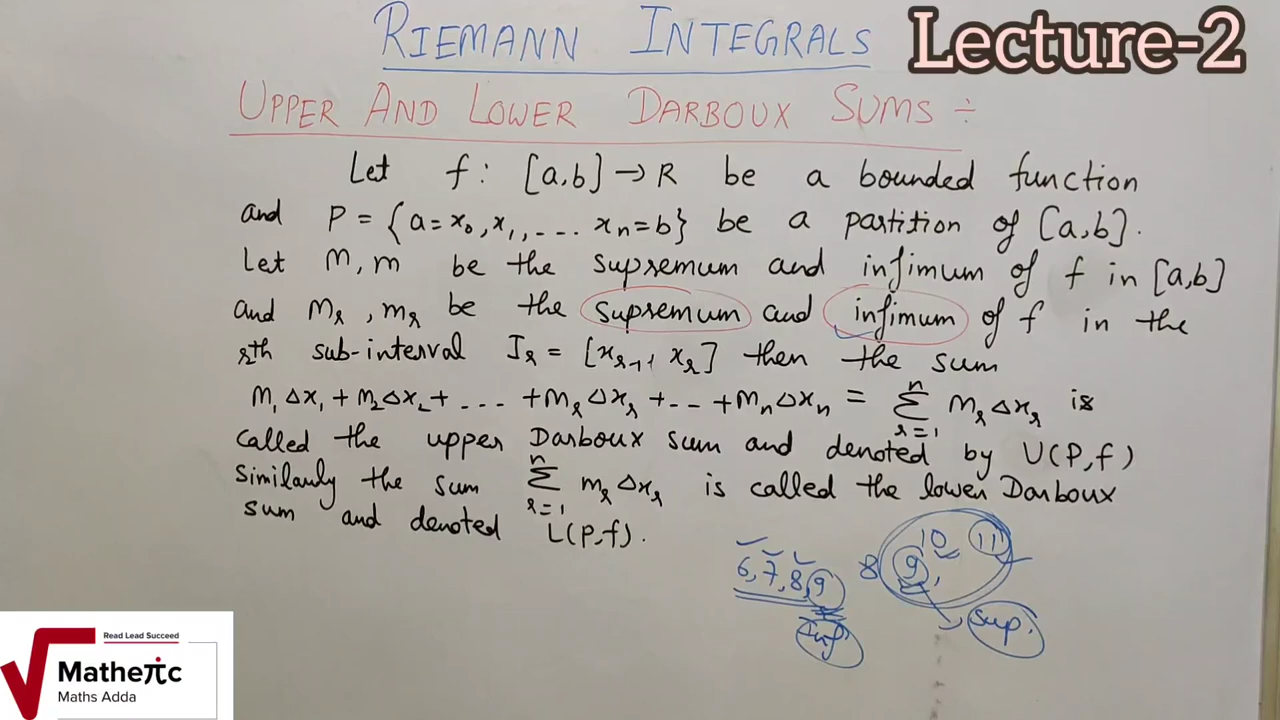 RIEMANN INTEGRALS
Lecture-2
UPPER AND LOWER DARBOUX SUMS ÷
Let f: [a,b] → R be a bounded function
and P = {a=x₀, x₁, ---- xₙ=b} be a partition of [a,b].
Let M, m be the supremum and infimum of f in [a,b]
and Mᵣ, mᵣ be the supremum and infimum of f in the
rth sub-interval Iᵣ = [xᵣ₋₁, xᵣ] then the sum
M₁Δx₁ + M₂Δx₂ + .... + MᵣΔxᵣ + --- + MₙΔxₙ = ∑ⁿᵣ₌₁ MᵣΔxᵣ is
called the upper Darboux sum and denoted by U(P,f)
Similarly the sum ∑ⁿᵣ₌₁ mᵣΔxᵣ is called the lower Darboux
sum and denoted L(P,f).
6, 7, 8, 9
inf
8 9, 10 11
sup.
Read Lead Succeed
Matheπc
Maths Adda